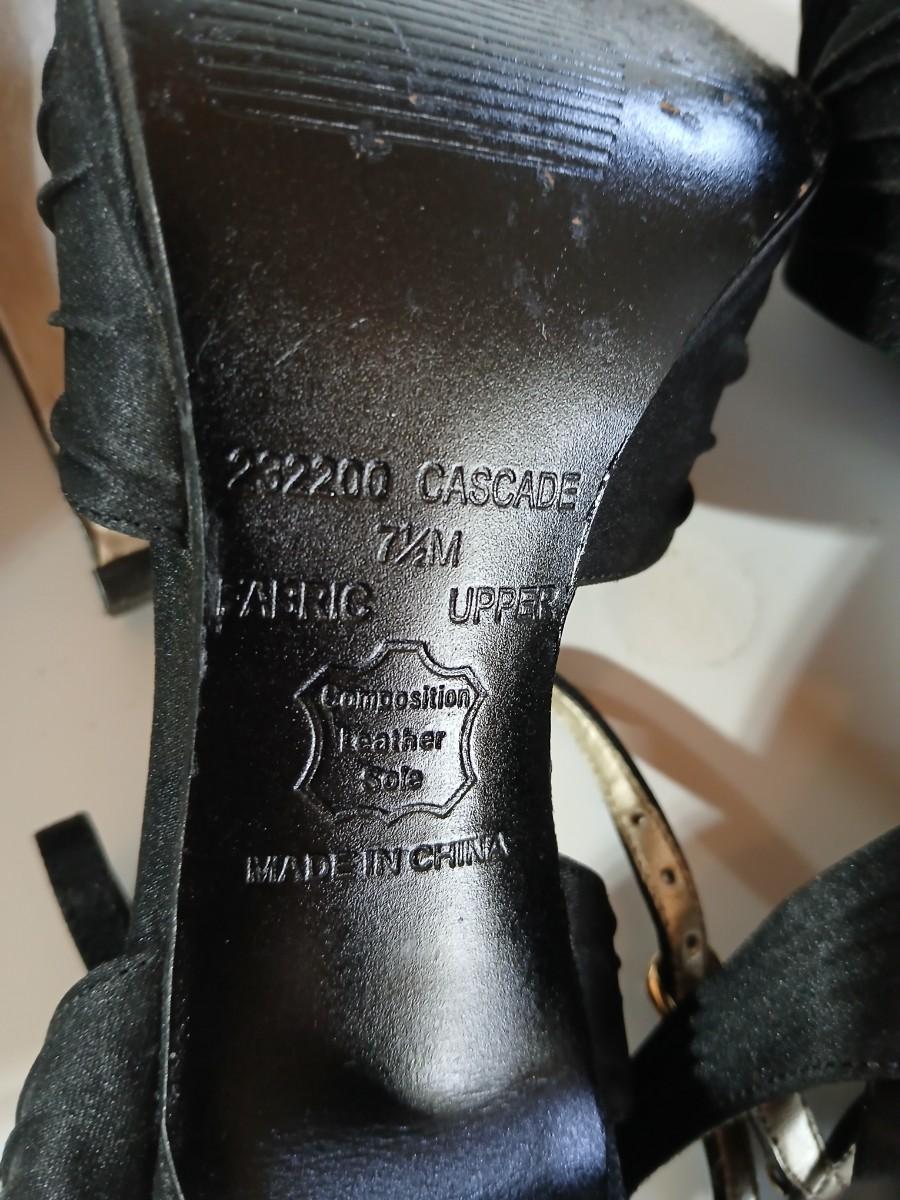 232200 CASCADE
7½M
FABRIC UPPER
Composition
Leather
Sole
MADE IN CHINA